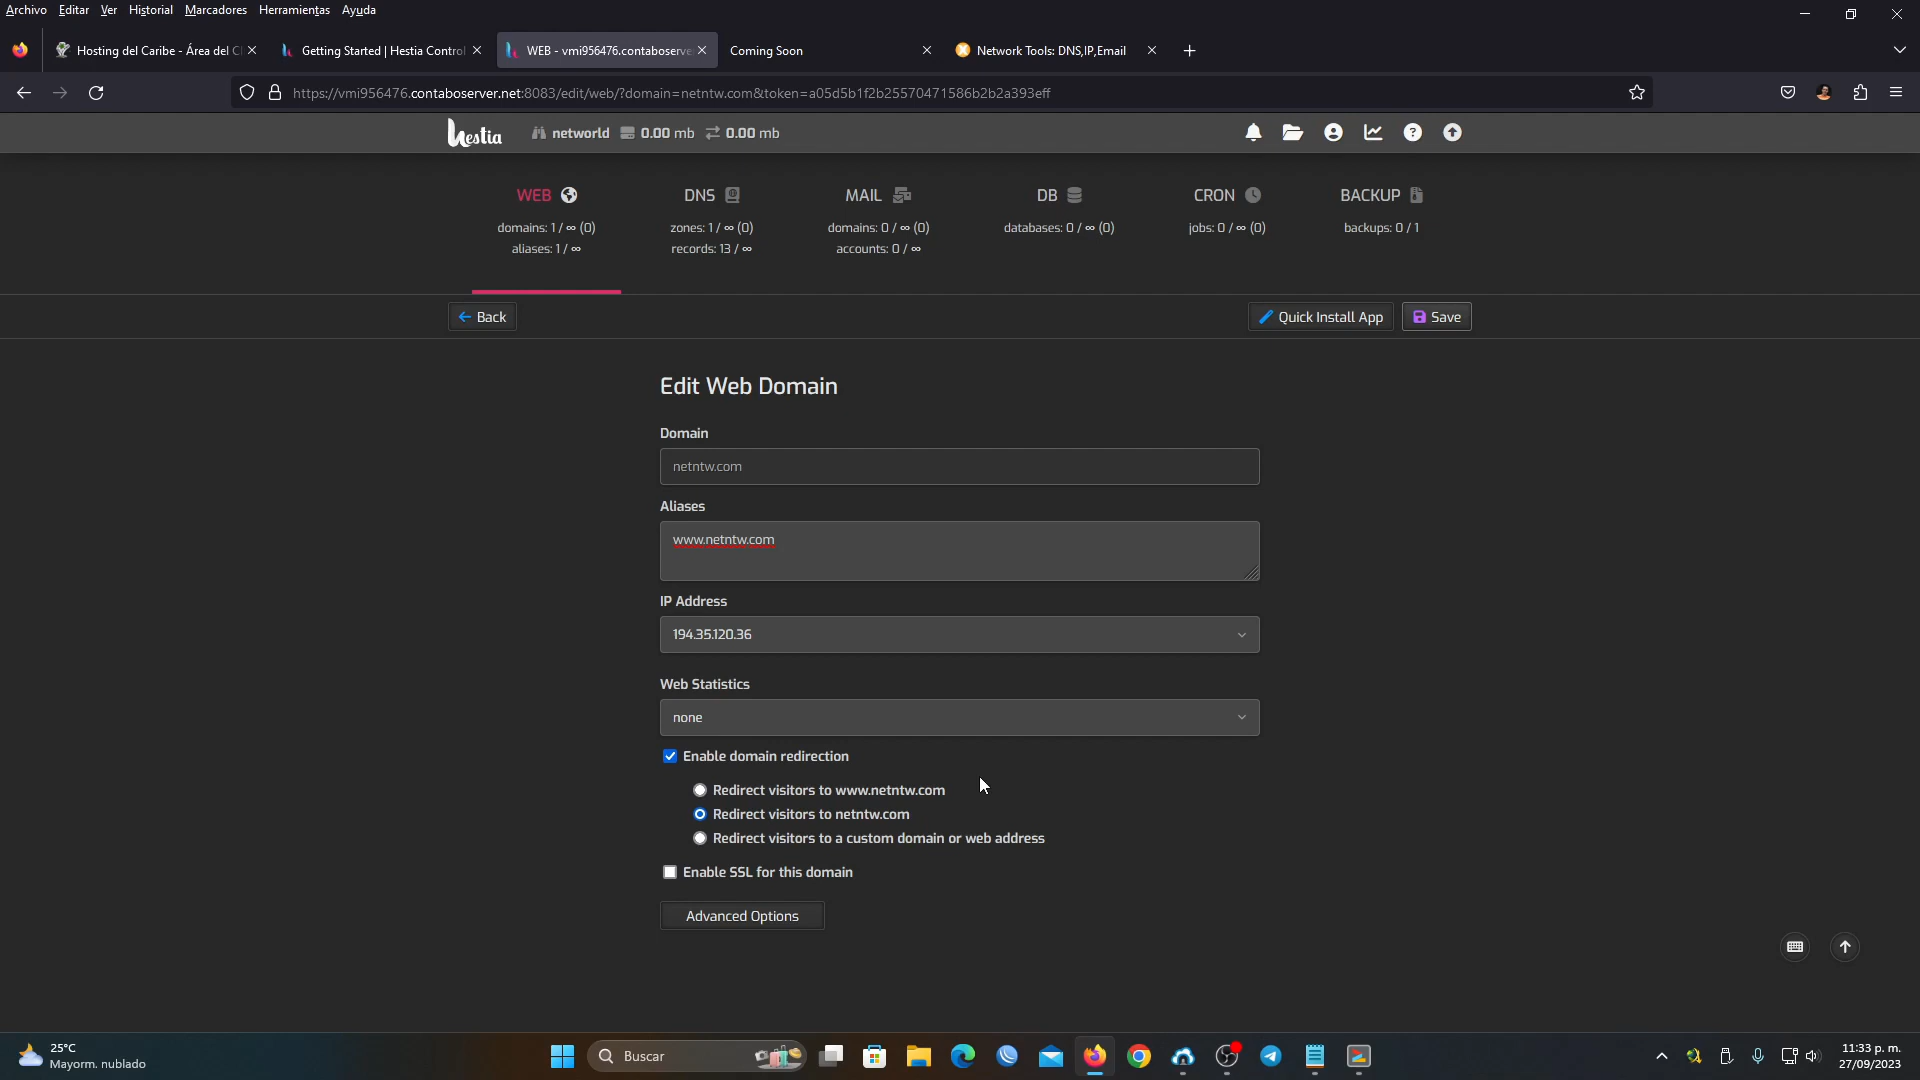 Archivo Editar Ver Historial Marcadores Herramientas Ayuda
Hosting del Caribe - Área del Cl
Getting Started | Hestia Control
WEB - vmi956476.contaboserver
Coming Soon
Network Tools: DNS,IP,Email
https://vmi956476.contaboserver.net:8083/edit/web/?domain=netntw.com&token=a05d5b1f2b25570471586b2b2a393eff
hestia networld 0.00 mb 0.00 mb
WEB DNS MAIL DB CRON BACKUP
domains: 1 / ∞ (0) zones: 1 / ∞ (0) domains: 0 / ∞ (0) databases: 0 / ∞ (0) jobs: 0 / ∞ (0) backups: 0 / 1
aliases: 1 / ∞ records: 13 / ∞ accounts: 0 / ∞
Back Quick Install App Save
Edit Web Domain
Domain
netntw.com
Aliases
www.netntw.com
IP Address
194.35.120.36
Web Statistics
none
Enable domain redirection
Redirect visitors to www.netntw.com
Redirect visitors to netntw.com
Redirect visitors to a custom domain or web address
Enable SSL for this domain
Advanced Options
25°C
Mayorm. nublado
Buscar
11:33 p. m.
27/09/2023